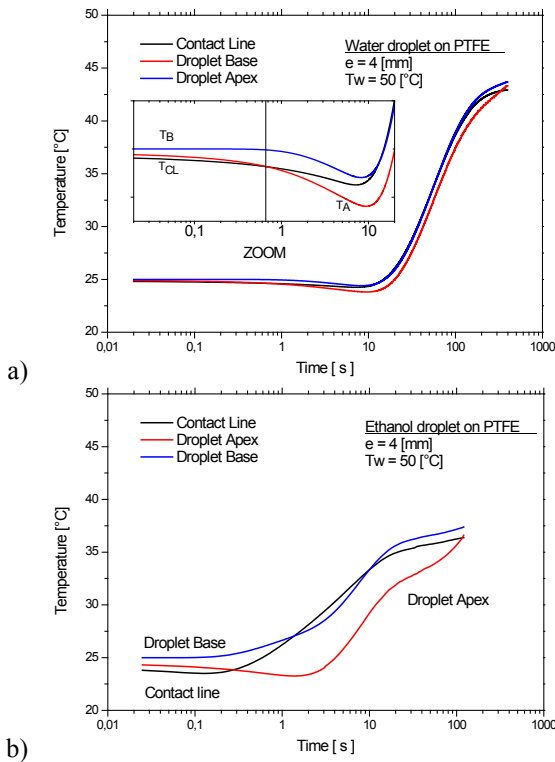 a)
Contact Line
Droplet Base
Droplet Apex
Water droplet on PTFE
e = 4 [mm]
Tw = 50 [°C]
Temperature [°C]
50
45
40
35
30
25
20
TB
TCL
TA
0,1
1
10
ZOOM
0,01
0,1
1
10
100
1000
Time [ s ]
b)
Contact Line
Droplet Apex
Droplet Base
Ethanol droplet on PTFE
e = 4 [mm]
Tw = 50 [°C]
Temperature [°C]
50
45
40
35
30
25
20
Droplet Base
Contact line
Droplet Apex
0,01
0,1
1
10
100
1000
Time [ s ]